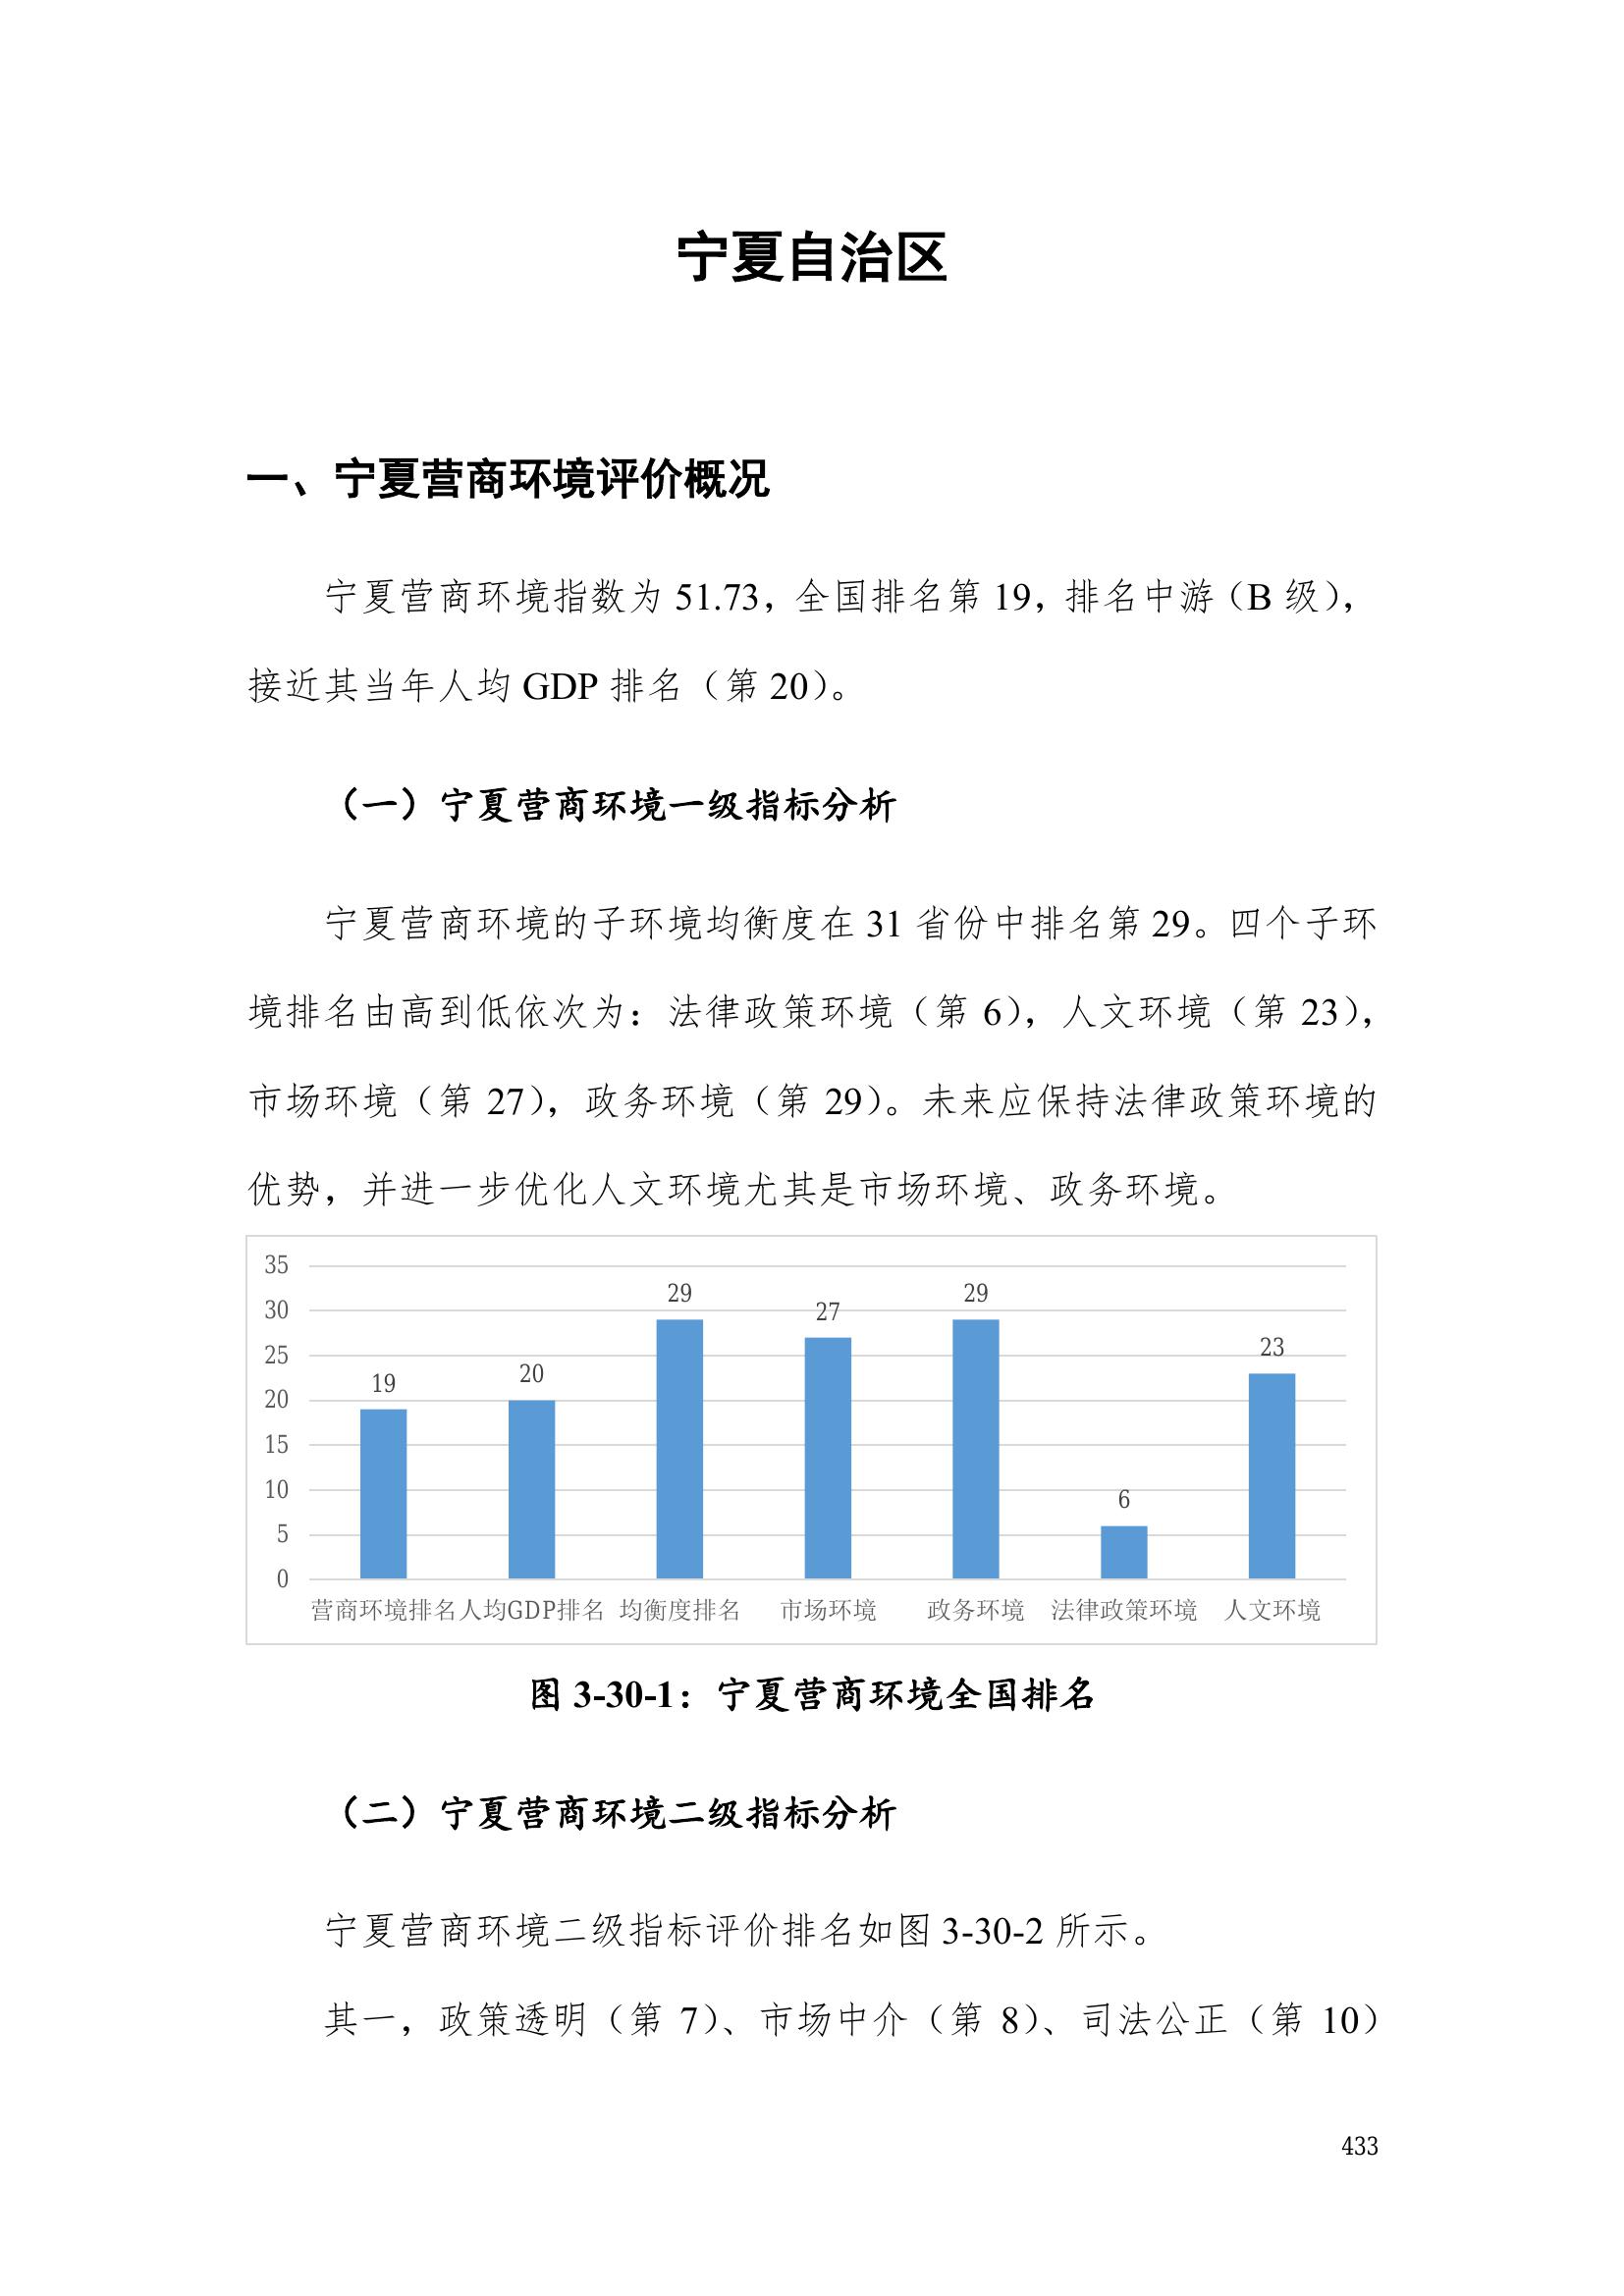 宁夏自治区
一、宁夏营商环境评价概况
宁夏营商环境指数为 51.73，全国排名第 19，排名中游（B 级），
接近其当年人均 GDP 排名（第 20）。
（一）宁夏营商环境一级指标分析
宁夏营商环境的子环境均衡度在 31 省份中排名第 29。四个子环
境排名由高到低依次为：法律政策环境（第 6），人文环境（第 23），
市场环境（第 27），政务环境（第 29）。未来应保持法律政策环境的
优势，并进一步优化人文环境尤其是市场环境、政务环境。
35
30
25
20
15
10
5
0
19
20
29
27
29
6
23
营商环境排名 人均GDP排名 均衡度排名 市场环境 政务环境 法律政策环境 人文环境
图 3-30-1：宁夏营商环境全国排名
（二）宁夏营商环境二级指标分析
宁夏营商环境二级指标评价排名如图 3-30-2 所示。
其一，政策透明（第 7）、市场中介（第 8）、司法公正（第 10）
433